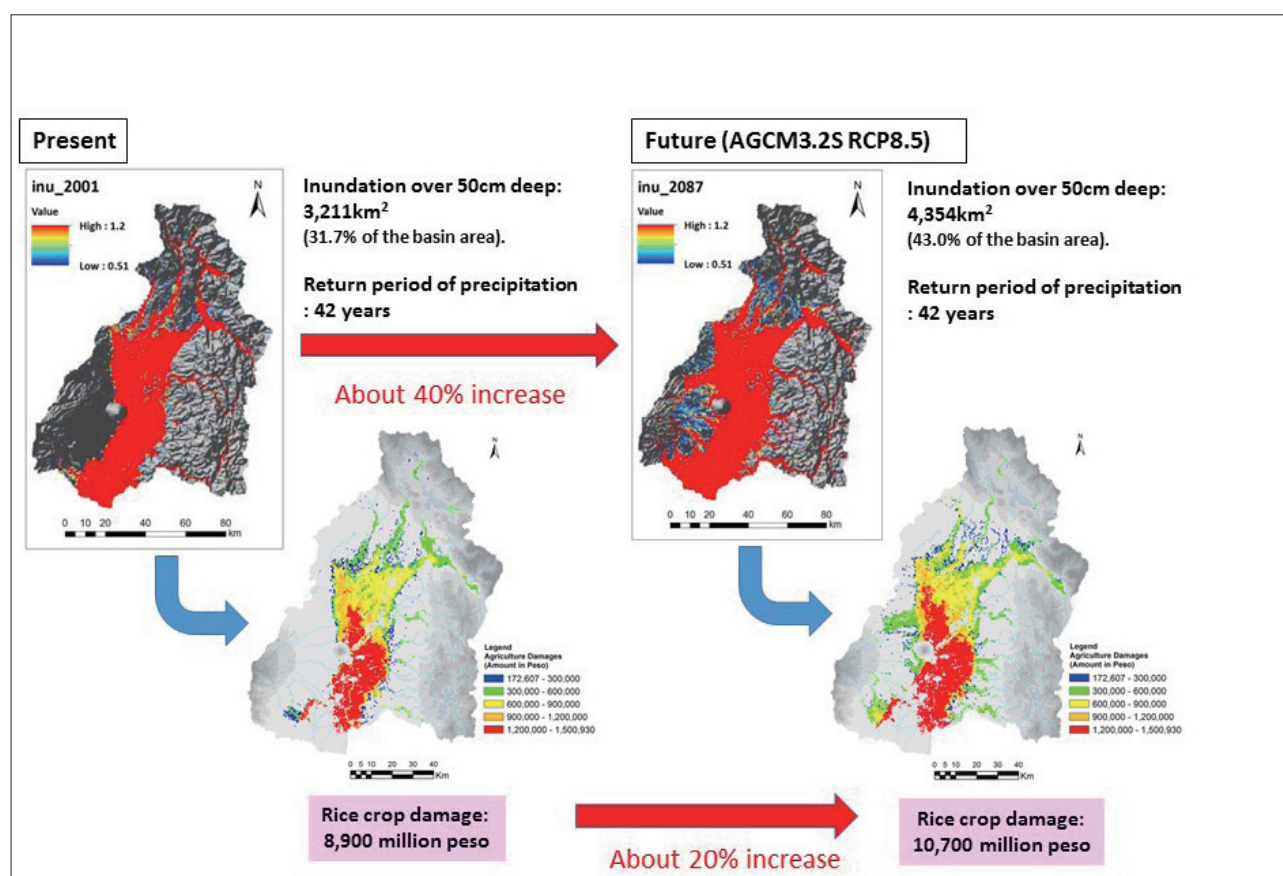 Present
inu_2001
Value
High : 1.2
Low : 0.51
N
0 10 20 40 60 80
km
Inundation over 50cm deep:
3,211km²
(31.7% of the basin area).
Return period of precipitation
: 42 years
About 40% increase
Future (AGCM3.2S RCP8.5)
inu_2087
Value
High : 1.2
Low : 0.51
N
0 10 20 40 60 80
km
Inundation over 50cm deep:
4,354km²
(43.0% of the basin area).
Return period of precipitation
: 42 years
N
Legend
Agriculture Damages
(Amount in Peso)
172,607 - 300,000
300,000 - 600,000
600,000 - 900,000
900,000 - 1,200,000
1,200,000 - 1,500,930
0 5 10 20 30 40
Km
Rice crop damage:
8,900 million peso
About 20% increase
N
Legend
Agriculture Damages
(Amount in Peso)
172,607 - 300,000
300,000 - 600,000
600,000 - 900,000
900,000 - 1,200,000
1,200,000 - 1,500,930
0 5 10 20 30 40
Km
Rice crop damage:
10,700 million peso